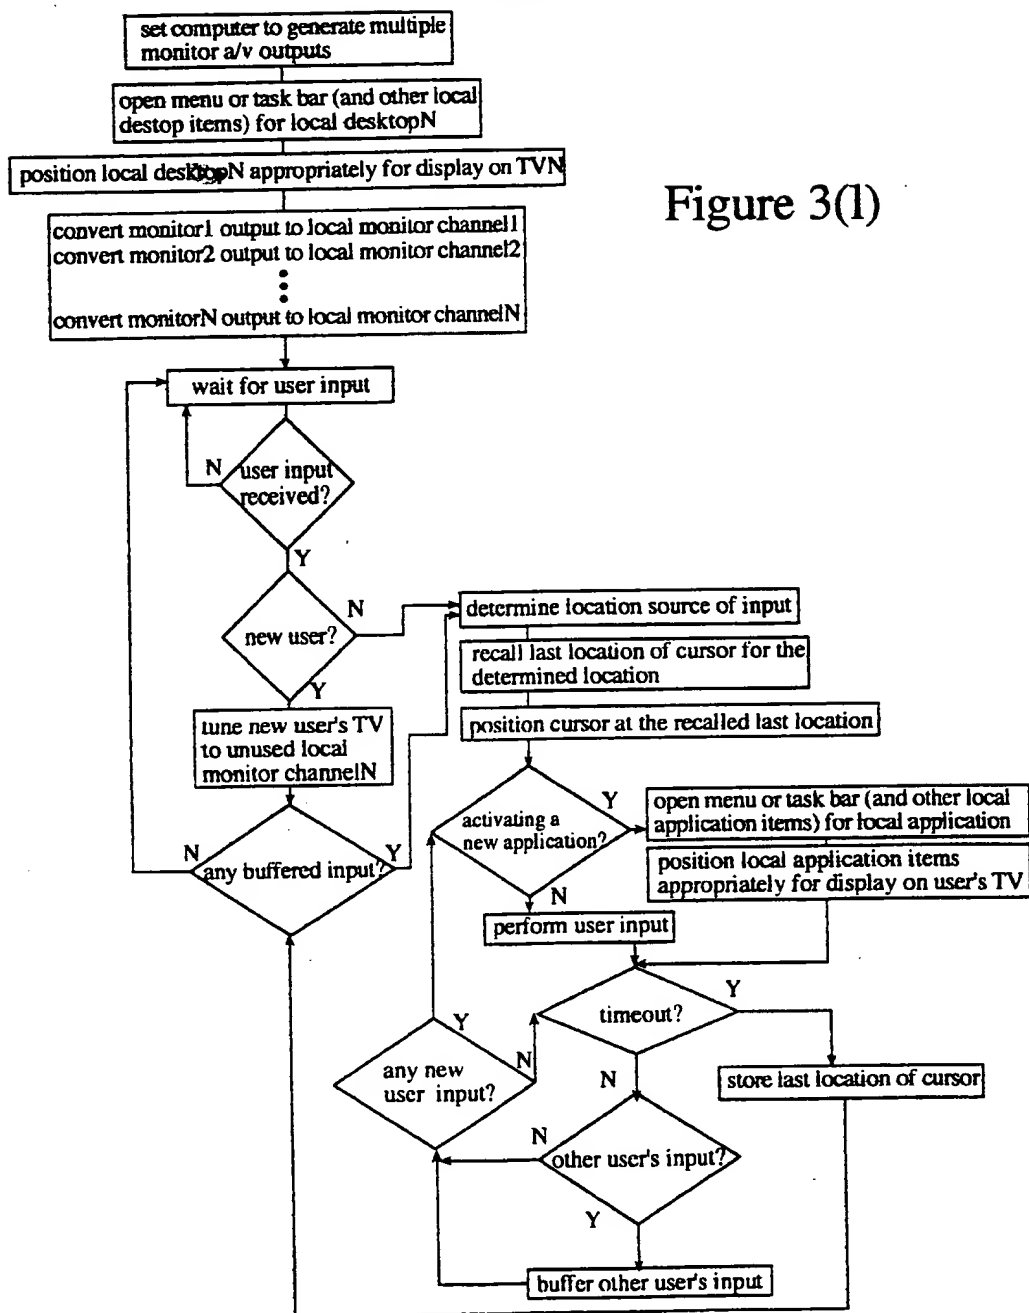 set computer to generate multiple
monitor a/v outputs
open menu or task bar (and other local
destop items) for local desktopN
position local desktopN appropriately for display on TVN
Figure 3(l)
convert monitor1 output to local monitor channel1
convert monitor2 output to local monitor channel2
convert monitorN output to local monitor channelN
wait for user input
N
user input
received?
Y
new user?
N
Y
determine location source of input
recall last location of cursor for the
determined location
position cursor at the recalled last location
tune new user's TV
to unused local
monitor channelN
any buffered input?
N
Y
activating a
new application?
Y
N
open menu or task bar (and other local
application items) for local application
position local application items
appropriately for display on user's TV
perform user input
timeout?
Y
N
any new
user input?
Y
N
store last location of cursor
other user's input?
N
Y
buffer other user's input